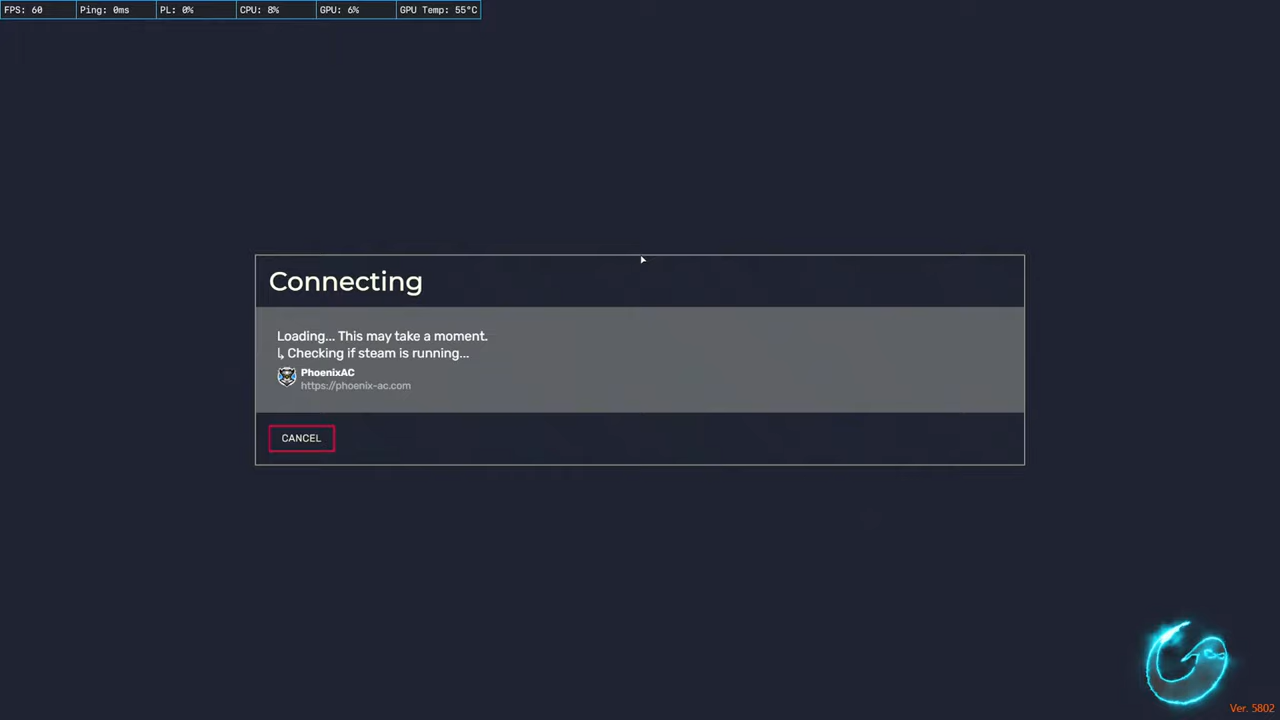 FPS: 60 Ping: 0ms PL: 0% CPU: 8% GPU: 6% GPU Temp: 55°C
Connecting
Loading... This may take a moment.
↳ Checking if steam is running...
PhoenixAC
https://phoenix-ac.com
CANCEL
Ver. 5802